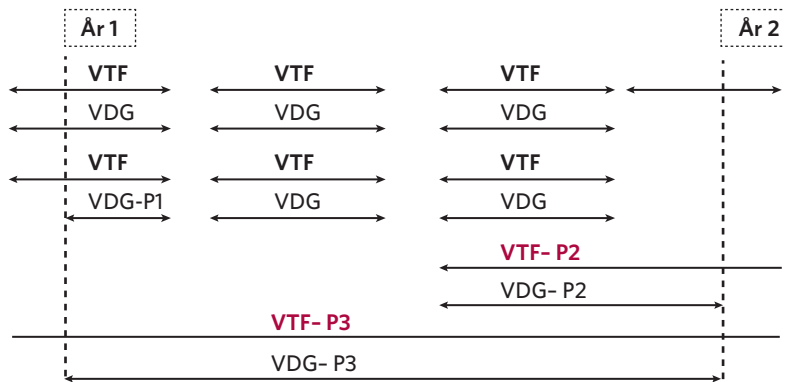 År 1 År 2
VTF VTF VTF
VDG VDG VDG
VTF VTF VTF
VDG-P1 VDG VDG
VTF– P2
VDG– P2
VTF– P3
VDG– P3